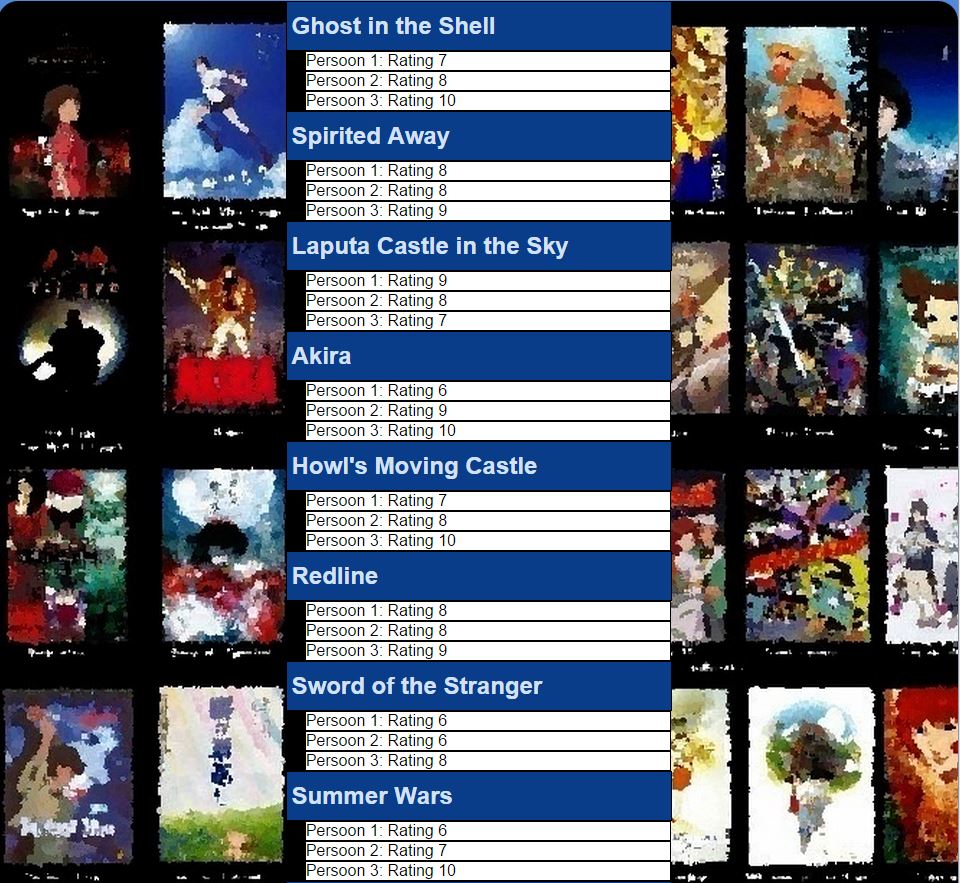 Ghost in the Shell
Persoon 1: Rating 7
Persoon 2: Rating 8
Persoon 3: Rating 10
Spirited Away
Persoon 1: Rating 8
Persoon 2: Rating 8
Persoon 3: Rating 9
Laputa Castle in the Sky
Persoon 1: Rating 9
Persoon 2: Rating 8
Persoon 3: Rating 7
Akira
Persoon 1: Rating 6
Persoon 2: Rating 9
Persoon 3: Rating 10
Howl's Moving Castle
Persoon 1: Rating 7
Persoon 2: Rating 8
Persoon 3: Rating 10
Redline
Persoon 1: Rating 8
Persoon 2: Rating 8
Persoon 3: Rating 9
Sword of the Stranger
Persoon 1: Rating 6
Persoon 2: Rating 6
Persoon 3: Rating 8
Summer Wars
Persoon 1: Rating 6
Persoon 2: Rating 7
Persoon 3: Rating 10